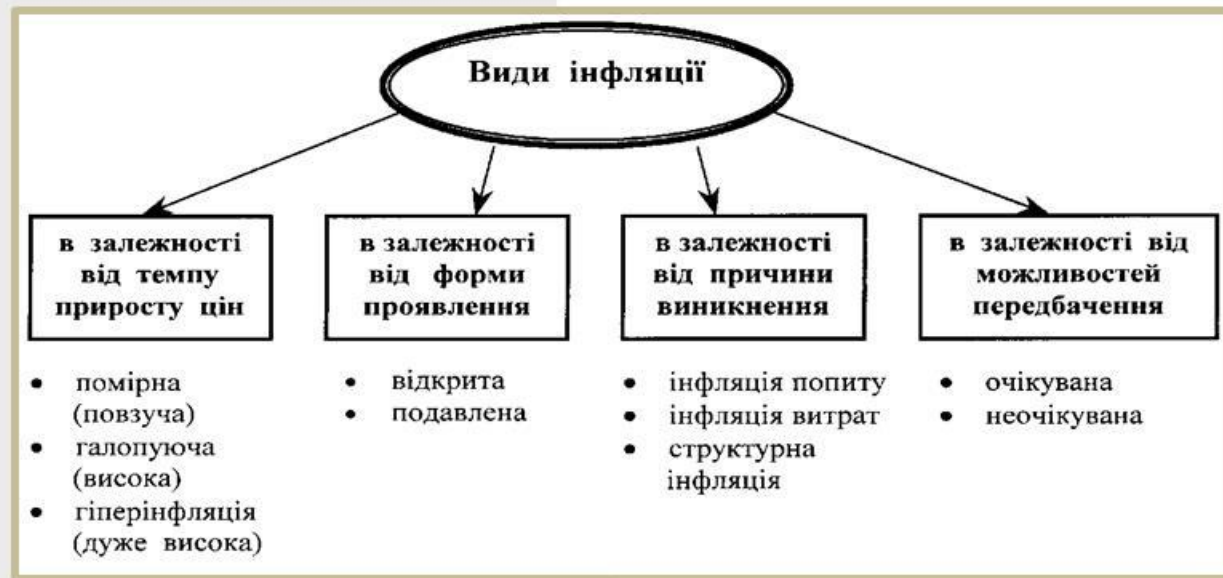 Види інфляції
в залежності
від темпу
приросту цін
• помірна
(повзуча)
• галопуюча
(висока)
• гіперінфляція
(дуже висока)
в залежності
від форми
проявлення
• відкрита
• подавлена
в залежності
від причини
виникнення
• інфляція попиту
• інфляція витрат
• структурна
інфляція
в залежності від
можливостей
передбачення
• очікувана
• неочікувана